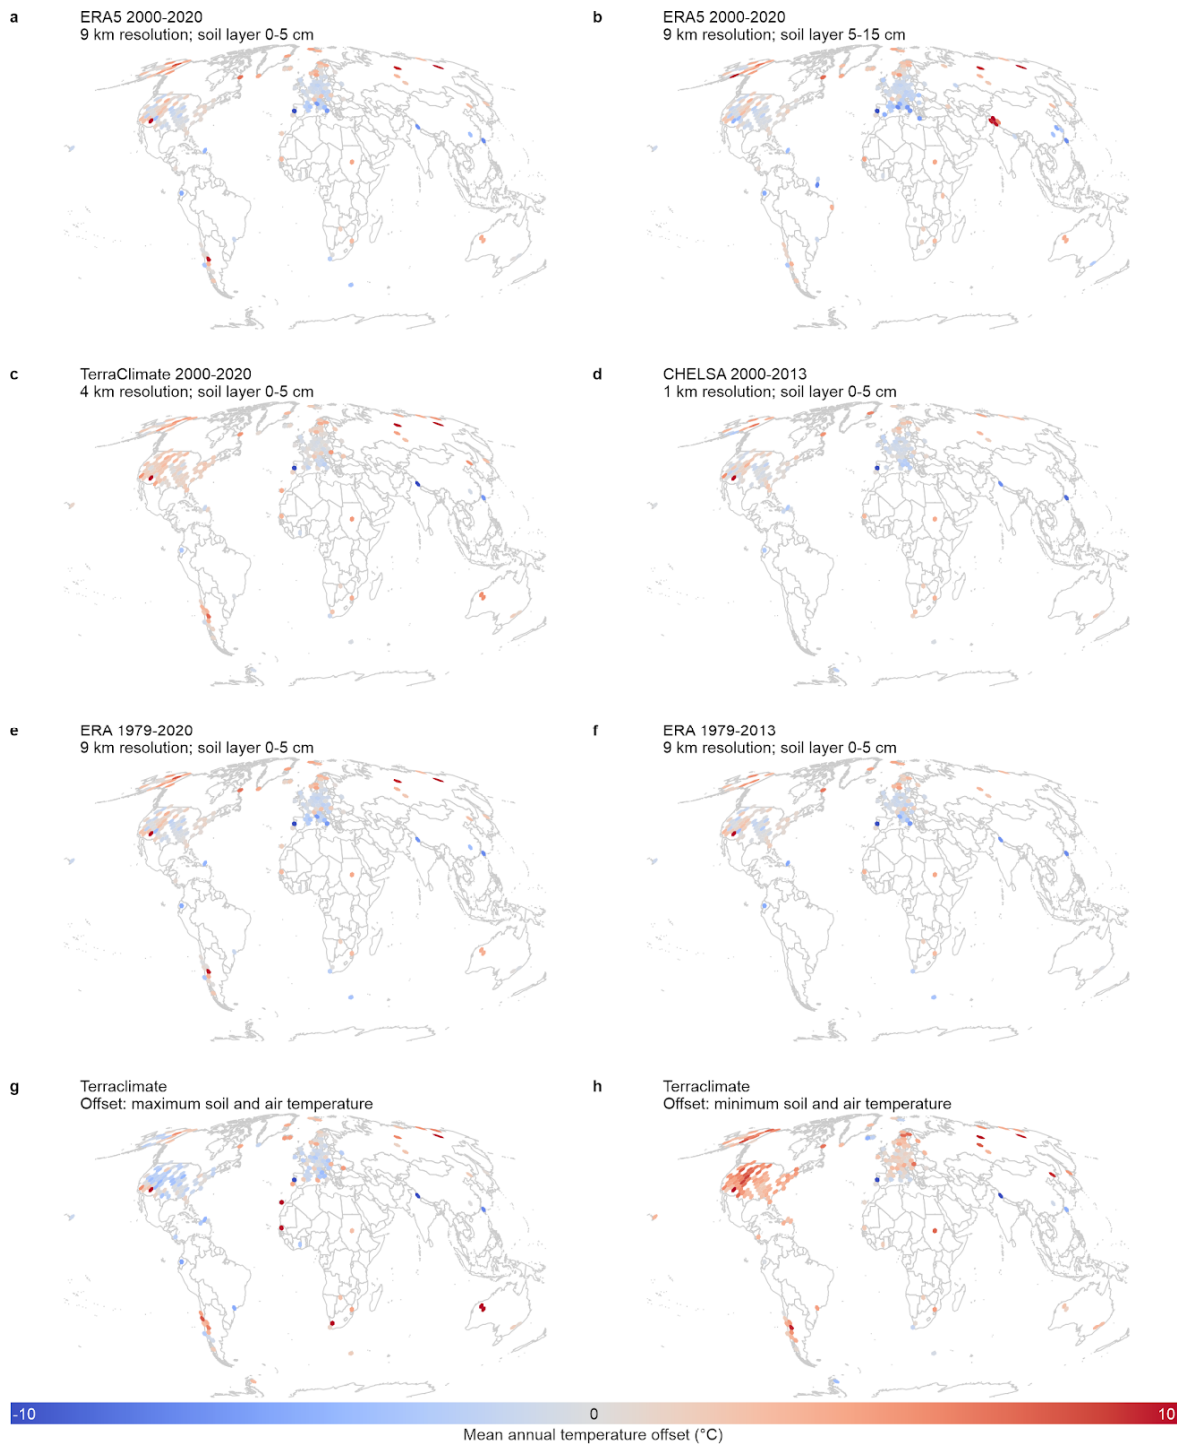 a
ERA5 2000-2020
9 km resolution; soil layer 0-5 cm
b
ERA5 2000-2020
9 km resolution; soil layer 5-15 cm
c
TerraClimate 2000-2020
4 km resolution; soil layer 0-5 cm
d
CHELSA 2000-2013
1 km resolution; soil layer 0-5 cm
e
ERA 1979-2020
9 km resolution; soil layer 0-5 cm
f
ERA 1979-2013
9 km resolution; soil layer 0-5 cm
g
Terraclimate
Offset: maximum soil and air temperature
h
Terraclimate
Offset: minimum soil and air temperature
-10 0 10
Mean annual temperature offset (°C)